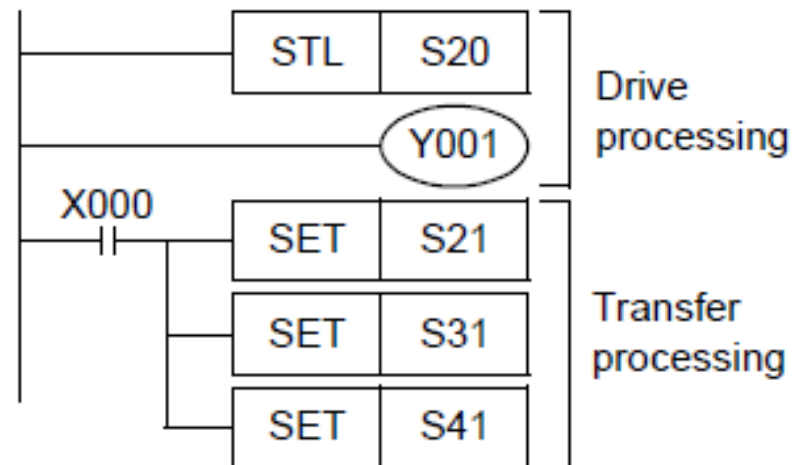 STL S20
Drive
processing
Y001
X000
SET S21
SET S31
Transfer
processing
SET S41